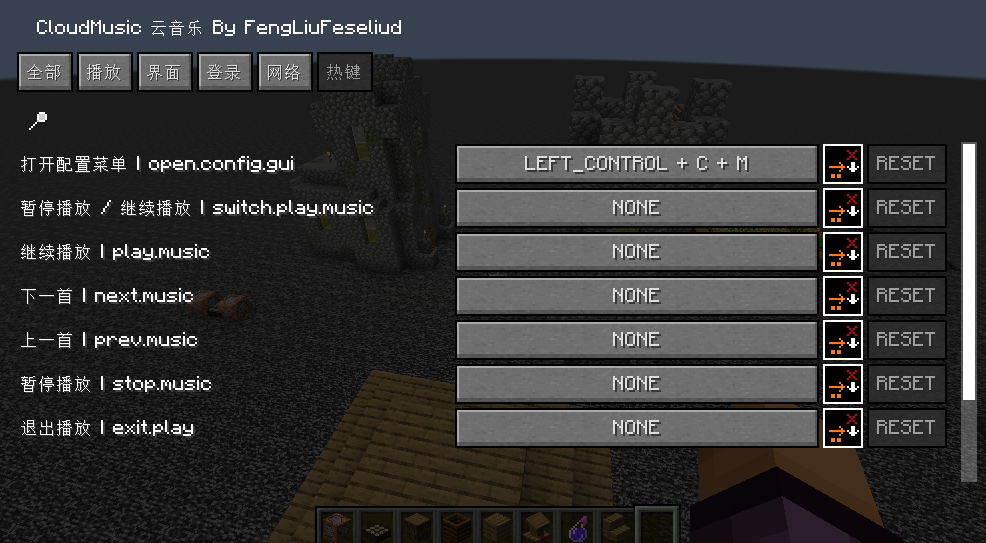 CloudMusic 云音乐 By FengLiuFeseliud
全部 播放 界面 登录 网络 热键
打开配置菜单 | open.config.gui LEFT_CONTROL + C + M RESET
暂停播放 / 继续播放 | switch.play.music NONE RESET
继续播放 | play.music NONE RESET
下一首 | next.music NONE RESET
上一首 | prev.music NONE RESET
暂停播放 | stop.music NONE RESET
退出播放 | exit.play NONE RESET